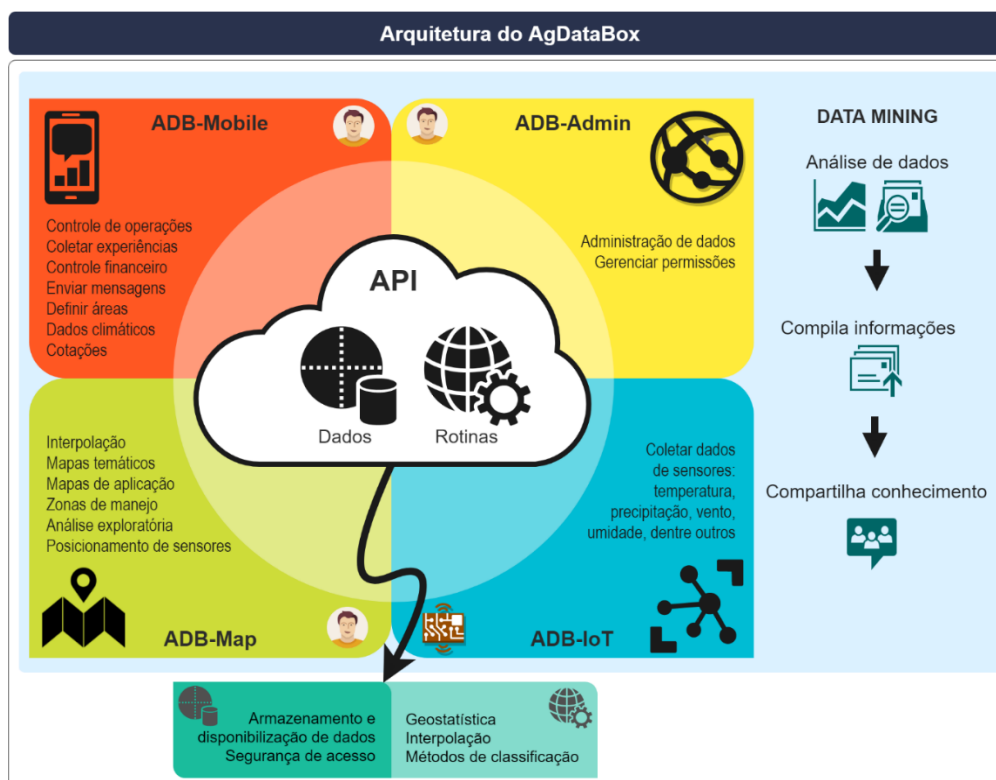 Arquitetura do AgDataBox
ADB-Mobile
Controle de operações
Coletar experiências
Controle financeiro
Enviar mensagens
Definir áreas
Dados climáticos
Cotações
ADB-Admin
Administração de dados
Gerenciar permissões
API
Dados
Rotinas
Interpolação
Mapas temáticos
Mapas de aplicação
Zonas de manejo
Análise exploratória
Posicionamento de sensores
ADB-Map
Coletar dados
de sensores:
temperatura,
precipitação, vento,
umidade, dentre outros
ADB-IoT
Armazenamento e
disponibilização de dados
Segurança de acesso
Geostatística
Interpolação
Métodos de classificação
DATA MINING
Análise de dados
Compila informações
Compartilha conhecimento